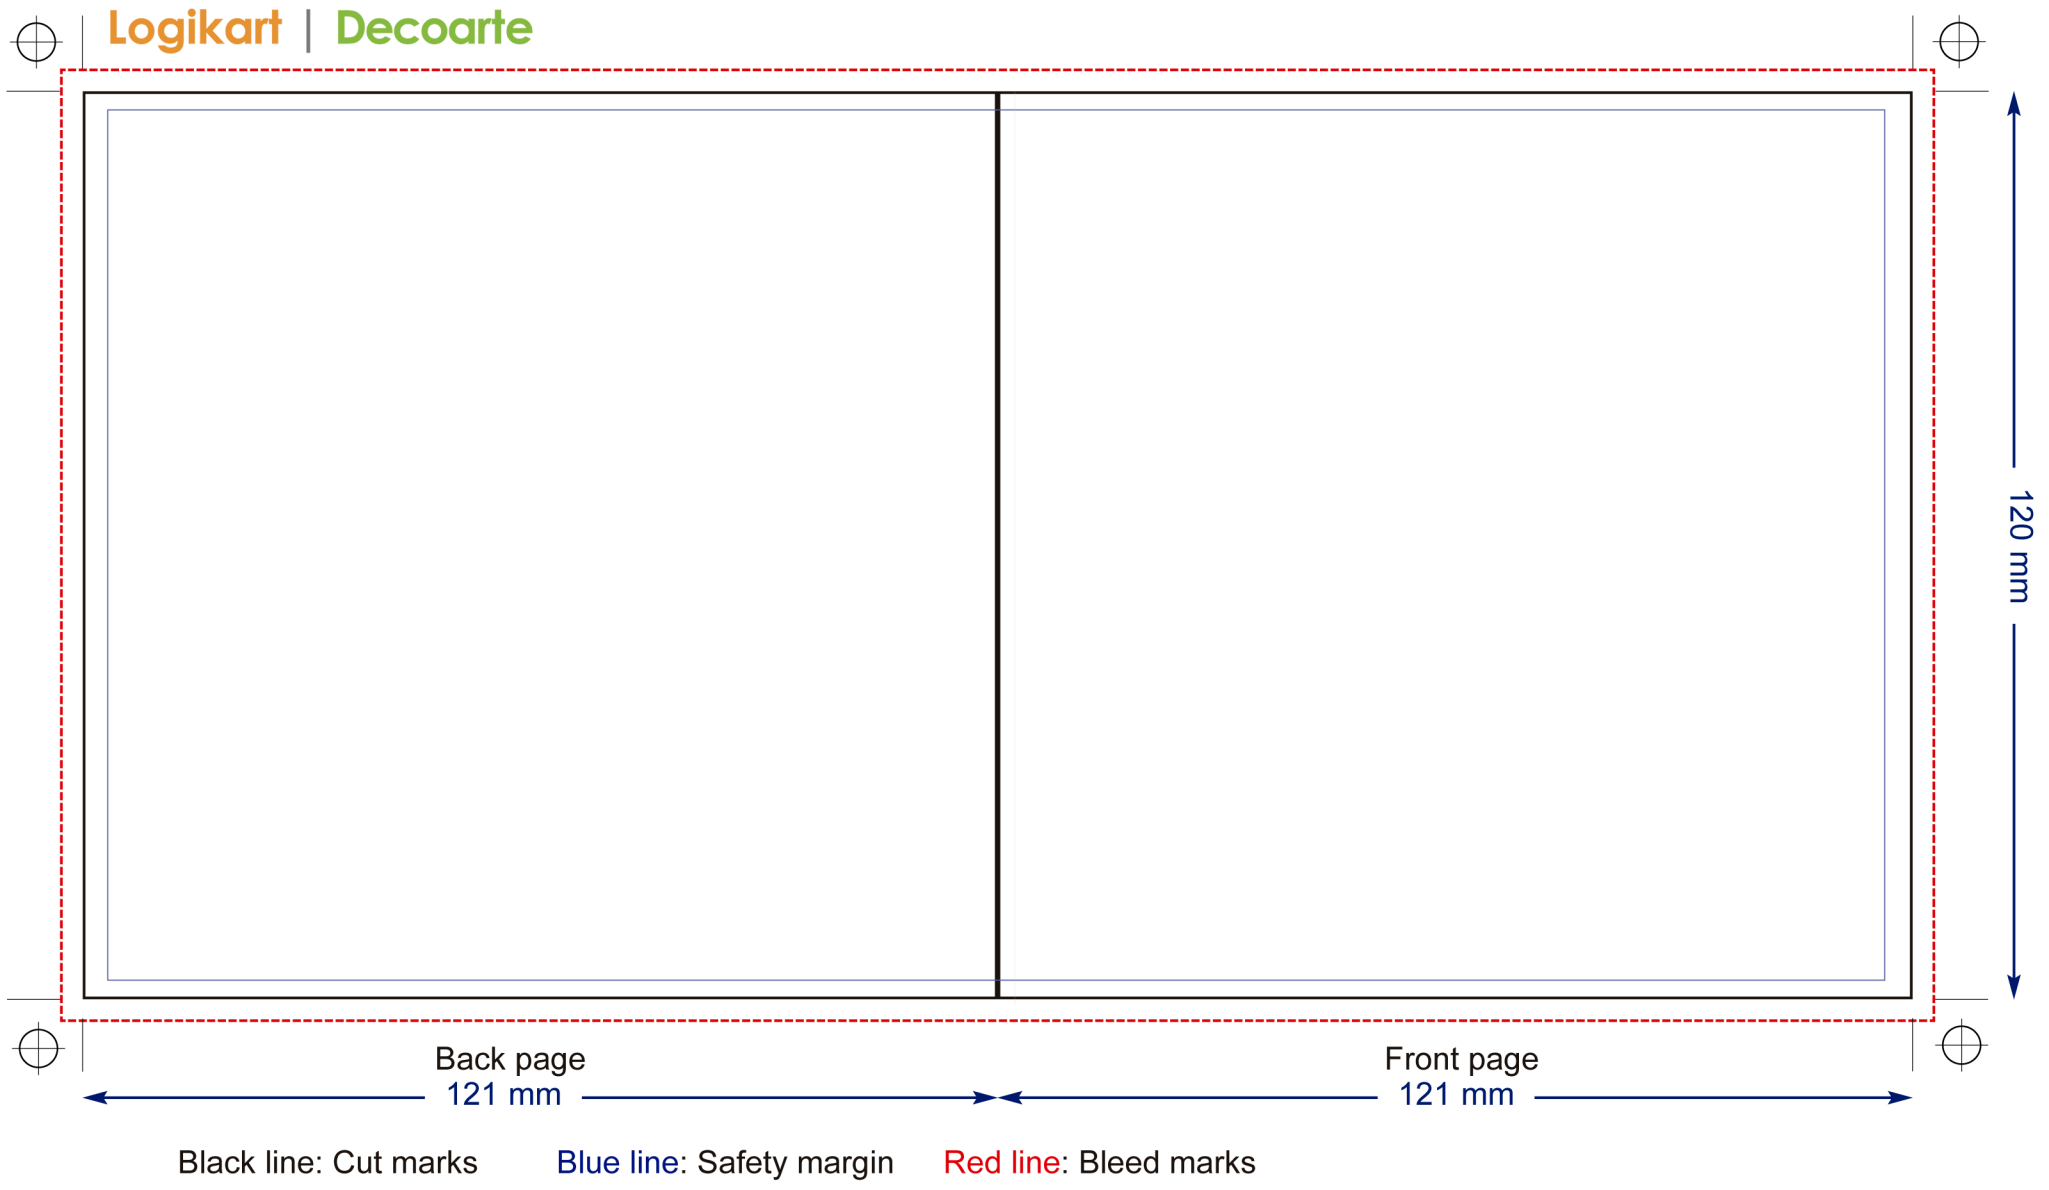 Logikart | Decoarte
120 mm
Back page
121 mm
Front page
121 mm
Black line: Cut marks
Blue line: Safety margin
Red line: Bleed marks